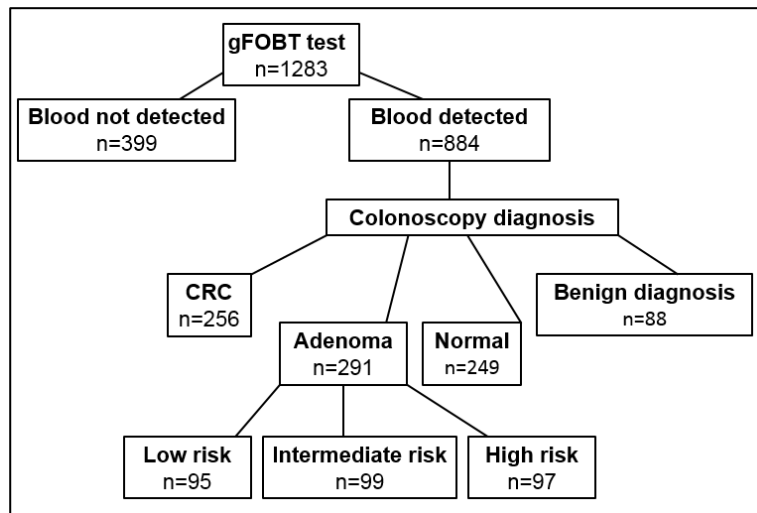 gFOBT test
n=1283
Blood not detected
n=399
Blood detected
n=884
Colonoscopy diagnosis
CRC
n=256
Adenoma
n=291
Normal
n=249
Benign diagnosis
n=88
Low risk
n=95
Intermediate risk
n=99
High risk
n=97